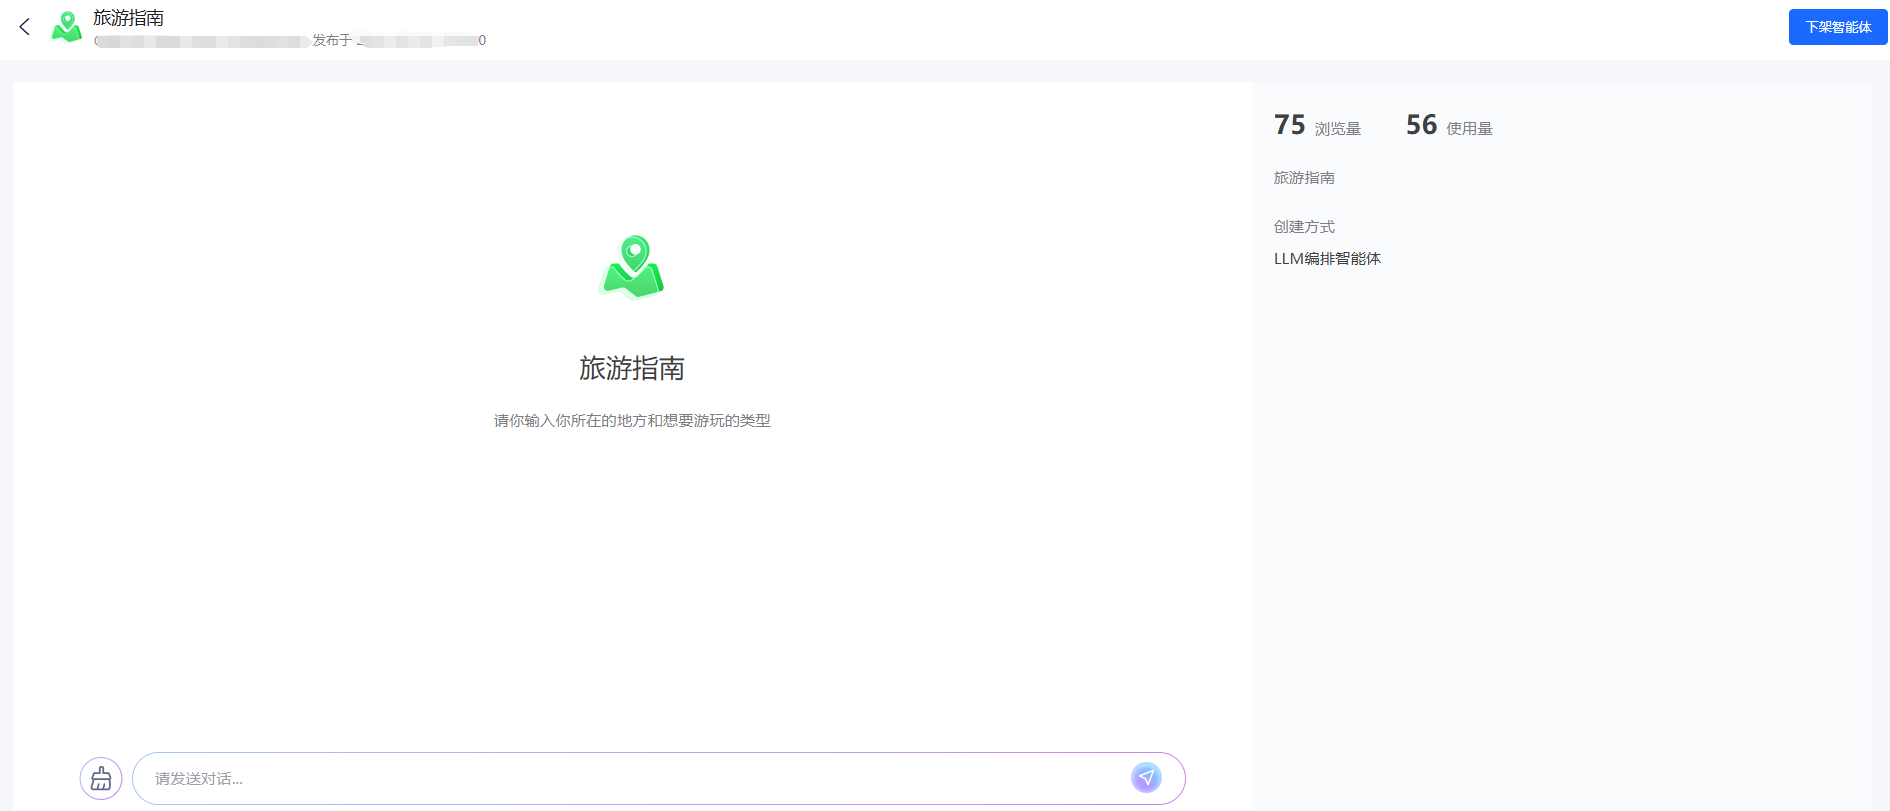 旅游指南
发布于
下架智能体
75 浏览量 56 使用量
旅游指南
创建方式
LLM编排智能体
旅游指南
请你输入你所在的地方和想要游玩的类型
请发送对话...